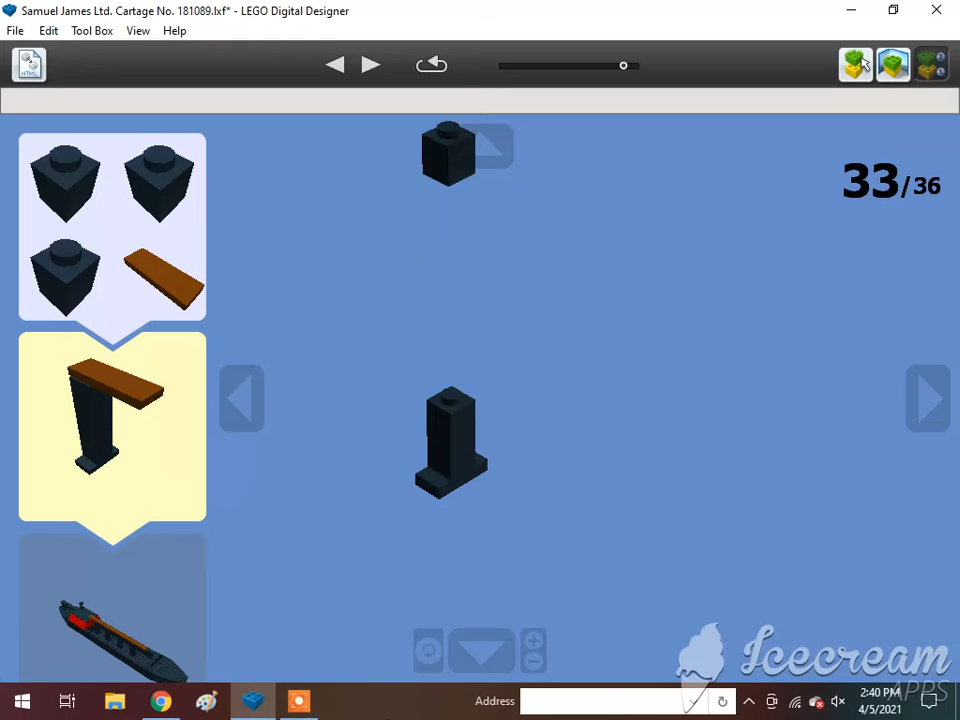 Samuel James Ltd. Cartage No. 181089.lxf* - LEGO Digital Designer
File Edit Tool Box View Help
HTML
33/36
Icecream
APPS
Address
2:40 PM
4/5/2021